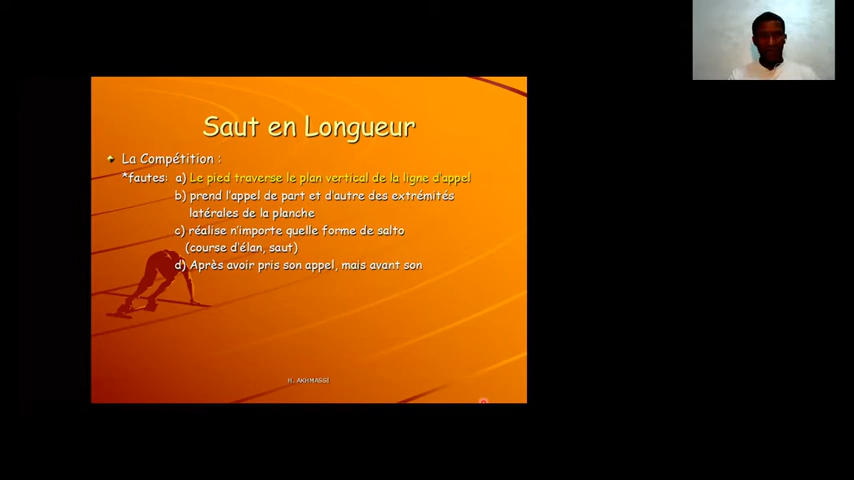 Saut en Longueur
La Compétition :
*fautes: a) Le pied traverse le plan vertical de la ligne d'appel
b) prend l'appel de part et d'autre des extrémités
latérales de la planche
c) réalise n'importe quelle forme de salto
(course d'élan, saut)
d) Après avoir pris son appel, mais avant son
H. AKHMASSI